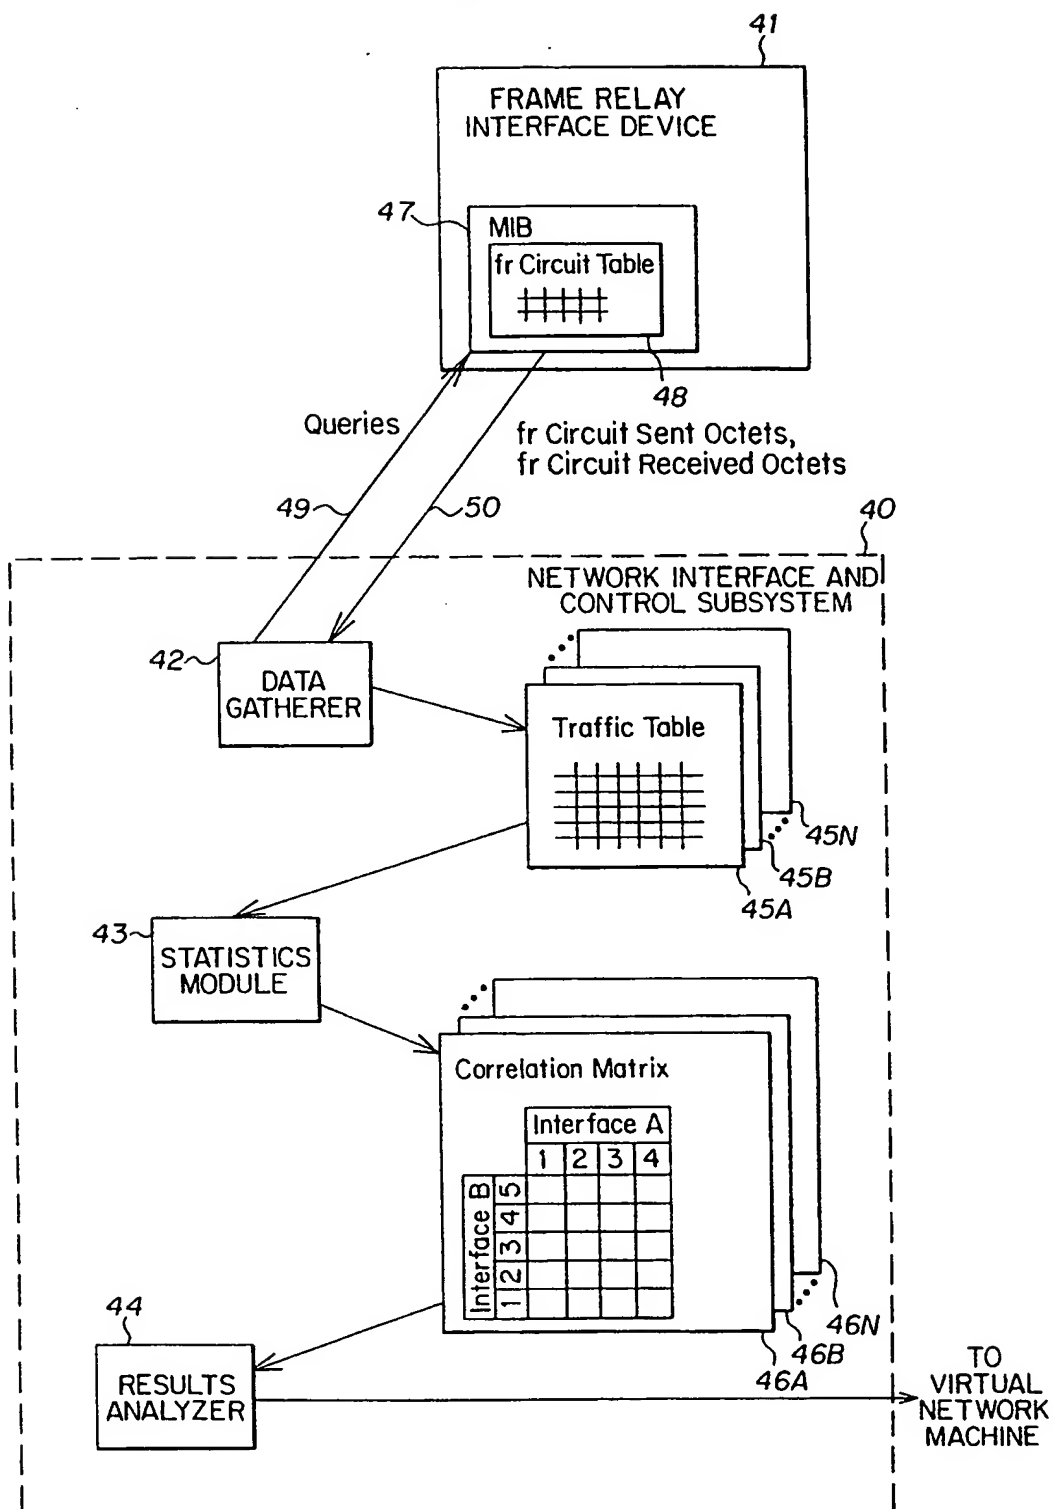 41
FRAME RELAY
INTERFACE DEVICE
47
MIB
fr Circuit Table
48
Queries
fr Circuit Sent Octets,
fr Circuit Received Octets
49
50
40
NETWORK INTERFACE AND
CONTROL SUBSYSTEM
42
DATA
GATHERER
Traffic Table
45N
45B
45A
43
STATISTICS
MODULE
Correlation Matrix
Interface A
1 2 3 4
Interface B
1 2 3 4 5
46N
46B
46A
44
RESULTS
ANALYZER
TO
VIRTUAL
NETWORK
MACHINE